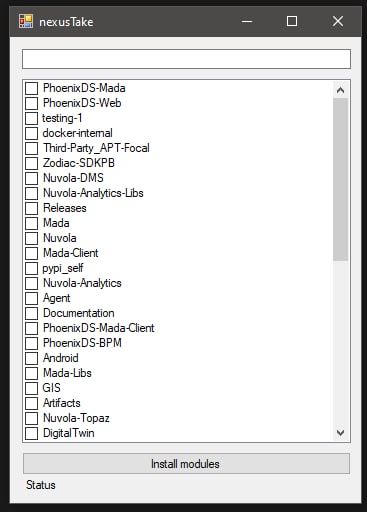 nexusTake
PhoenixDS-Mada
PhoenixDS-Web
testing-1
docker-internal
Third-Party_APT-Focal
Zodiac-SDKPB
Nuvola-DMS
Nuvola-Analytics-Libs
Releases
Mada
Nuvola
Mada-Client
pypi_self
Nuvola-Analytics
Agent
Documentation
PhoenixDS-Mada-Client
PhoenixDS-BPM
Android
Mada-Libs
GIS
Artifacts
Nuvola-Topaz
DigitalTwin
Install modules
Status